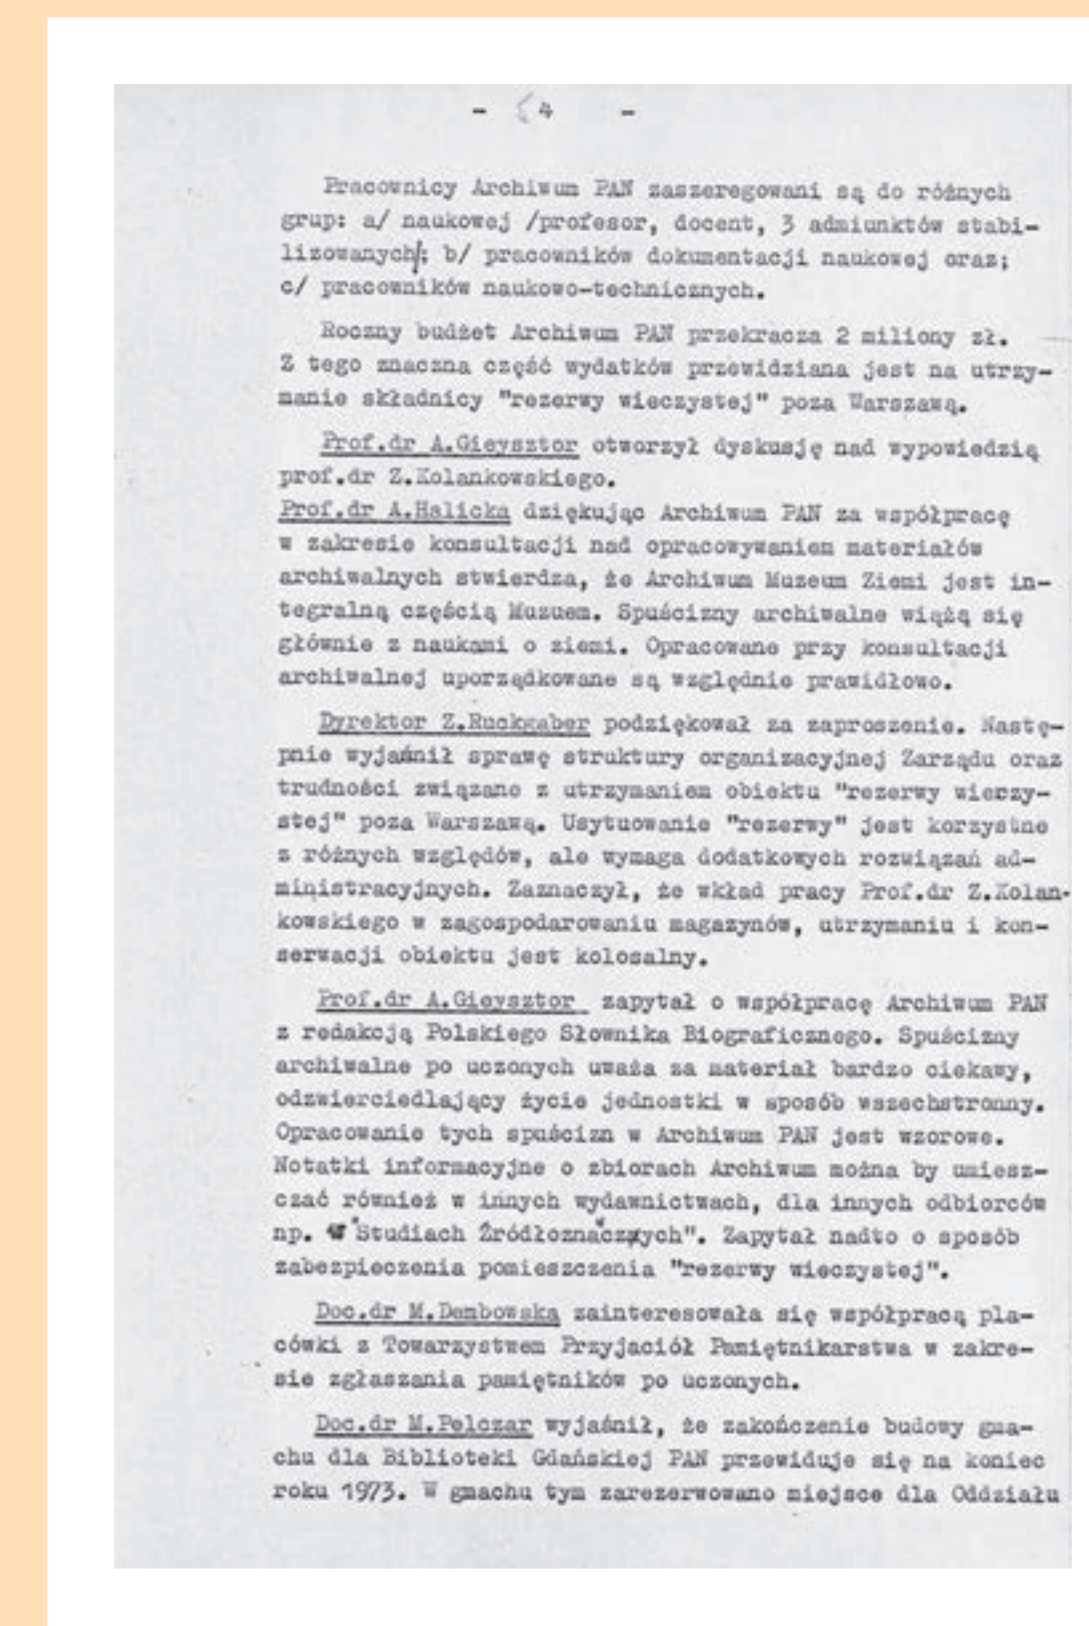 - 4 -
Pracownicy Archiwum PAN zaszeregowani są do różnych
grup: a/ naukowej /profesor, docent, 3 admiunktów stabi-
lizowanych/; b/ pracowników dokumentacji naukowej oraz;
c/ pracowników naukowo-technicznych.
Roczny budżet Archiwum PAN przekracza 2 miliony zł.
Z tego znaczna część wydatków przewidziana jest na utrzy-
manie składnicy "rezerwy wieczystej" poza Warszawą.
Prof.dr A.Gieysztor otworzył dyskusję nad wypowiedzią
prof.dr Z.Kolankowskiego.
Prof.dr A.Halicka dziękując Archiwum PAN za współpracę
w zakresie konsultacji nad opracowywaniem materiałów
archiwalnych stwierdza, że Archiwum Muzeum Ziemi jest in-
tegralną częścią Muzuem. Spuścizny archiwalne wiążą się
głównie z naukami o ziemi. Opracowane przy konsultacji
archiwalnej uporządkowane są względnie prawidłowo.
Dyrektor Z.Ruckgaber podziękował za zaproszenie. Nastę-
pnie wyjaśnił sprawę struktury organizacyjnej Zarządu oraz
trudności związane z utrzymaniem obiektu "rezerwy wierzy-
stej" poza Warszawą. Usytuowanie "rezerwy" jest korzystne
z różnych względów, ale wymaga dodatkowych rozwiązań ad-
ministracyjnych. Zaznaczył, że wkład pracy Prof.dr Z.Kolan-
kowskiego w zagospodarowaniu magazynów, utrzymaniu i kon-
serwacji obiektu jest kolosalny.
Prof.dr A.Gieysztor zapytał o współpracę Archiwum PAN
z redakcją Polskiego Słownika Biograficznego. Spuścizny
archiwalne po uczonych uważa za materiał bardzo ciekawy,
odzwierciedlający życie jednostki w sposób wszechstronny.
Opracowanie tych spuścizn w Archiwum PAN jest wzorowe.
Notatki informacyjne o zbiorach Archiwum można by umiesz-
czać również w innych wydawnictwach, dla innych odbiorców
np. w "Studiach Źródłoznawczych". Zapytał nadto o sposób
zabezpieczenia pomieszczenia "rezerwy wieczystej".
Doc.dr M.Dembowska zainteresowała się współpracą pla-
cówki z Towarzystwem Przyjaciół Pamiętnikarstwa w zakre-
sie zgłaszania pamiętników po uczonych.
Doc.dr M.Pelczar wyjaśnił, że zakończenie budowy gma-
chu dla Biblioteki Gdańskiej PAN przewiduje się na koniec
roku 1973. W gmachu tym zarezerwowano miejsce dla Oddziału